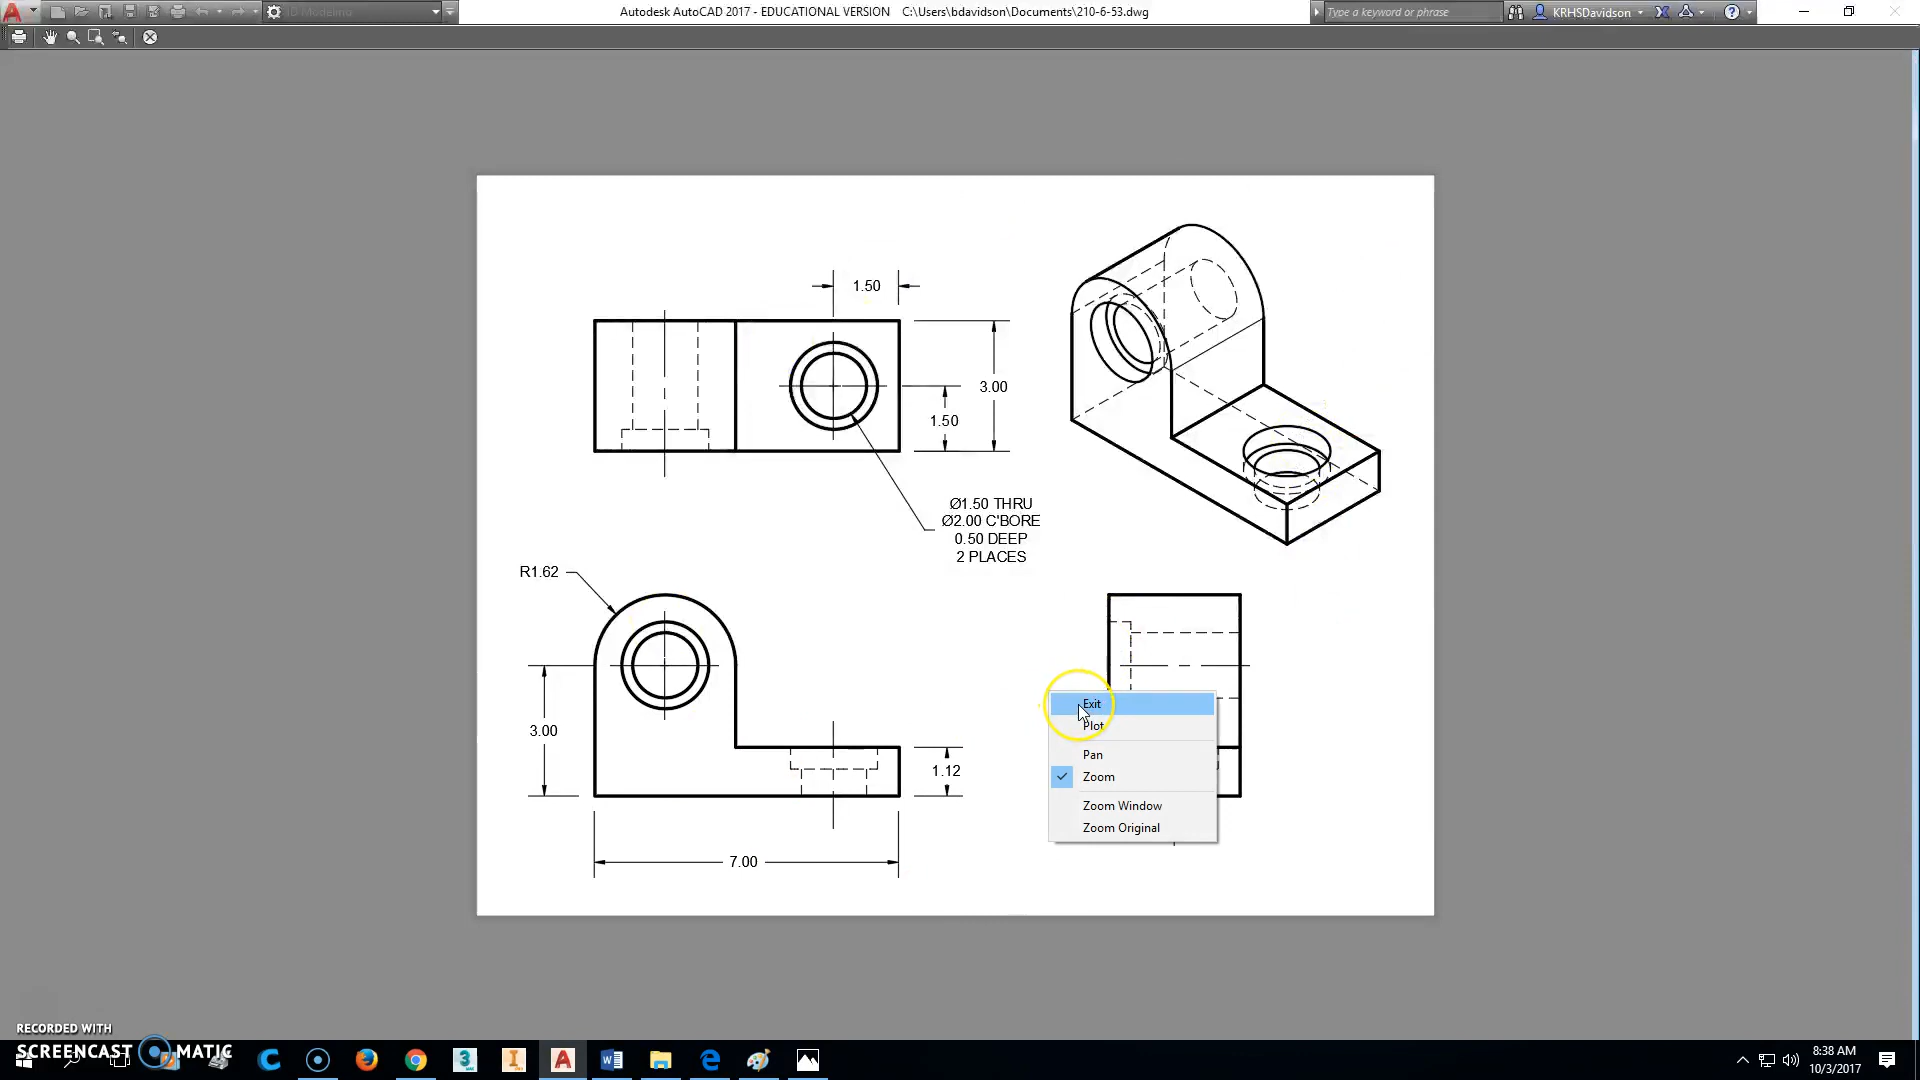 Autodesk AutoCAD 2017 - EDUCATIONAL VERSION C:\Users\bdavidson\Documents\210-6-53.dwg
Type a keyword or phrase
KRHSDavidson
1.50
3.00
1.50
Ø1.50 THRU
Ø2.00 C'BORE
0.50 DEEP
2 PLACES
R1.62
3.00
1.12
7.00
Exit
Plot
Pan
Zoom
Zoom Window
Zoom Original
RECORDED WITH
SCREENCAST MATIC
8:38 AM
10/3/2017